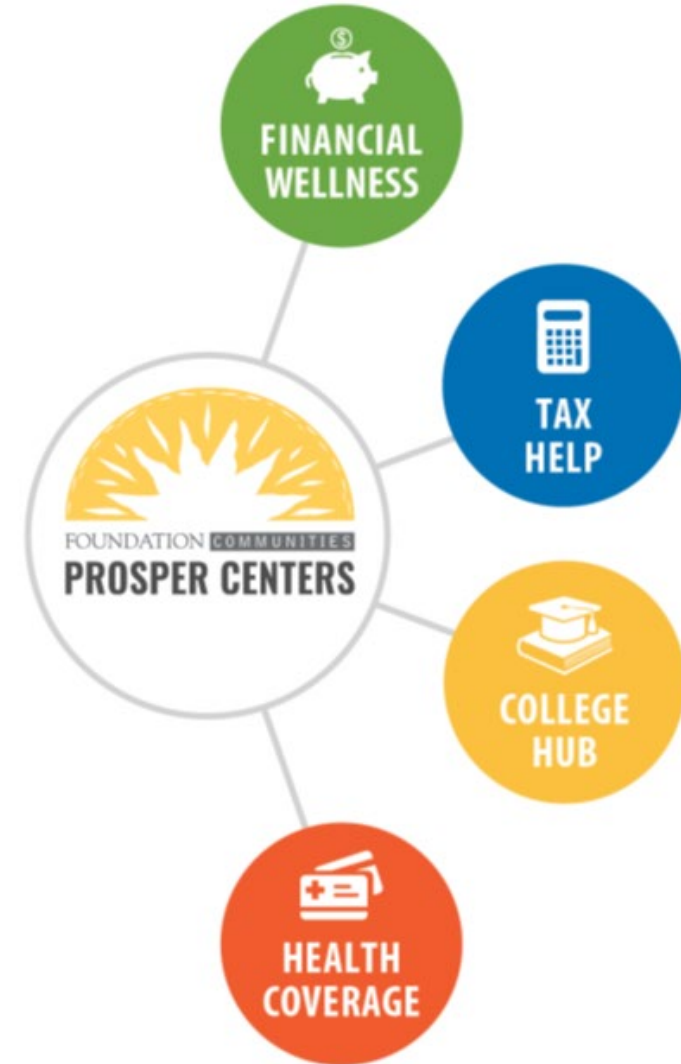 $
FINANCIAL
WELLNESS
TAX
HELP
FOUNDATION COMMUNITIES
PROSPER CENTERS
COLLEGE
HUB
HEALTH
COVERAGE